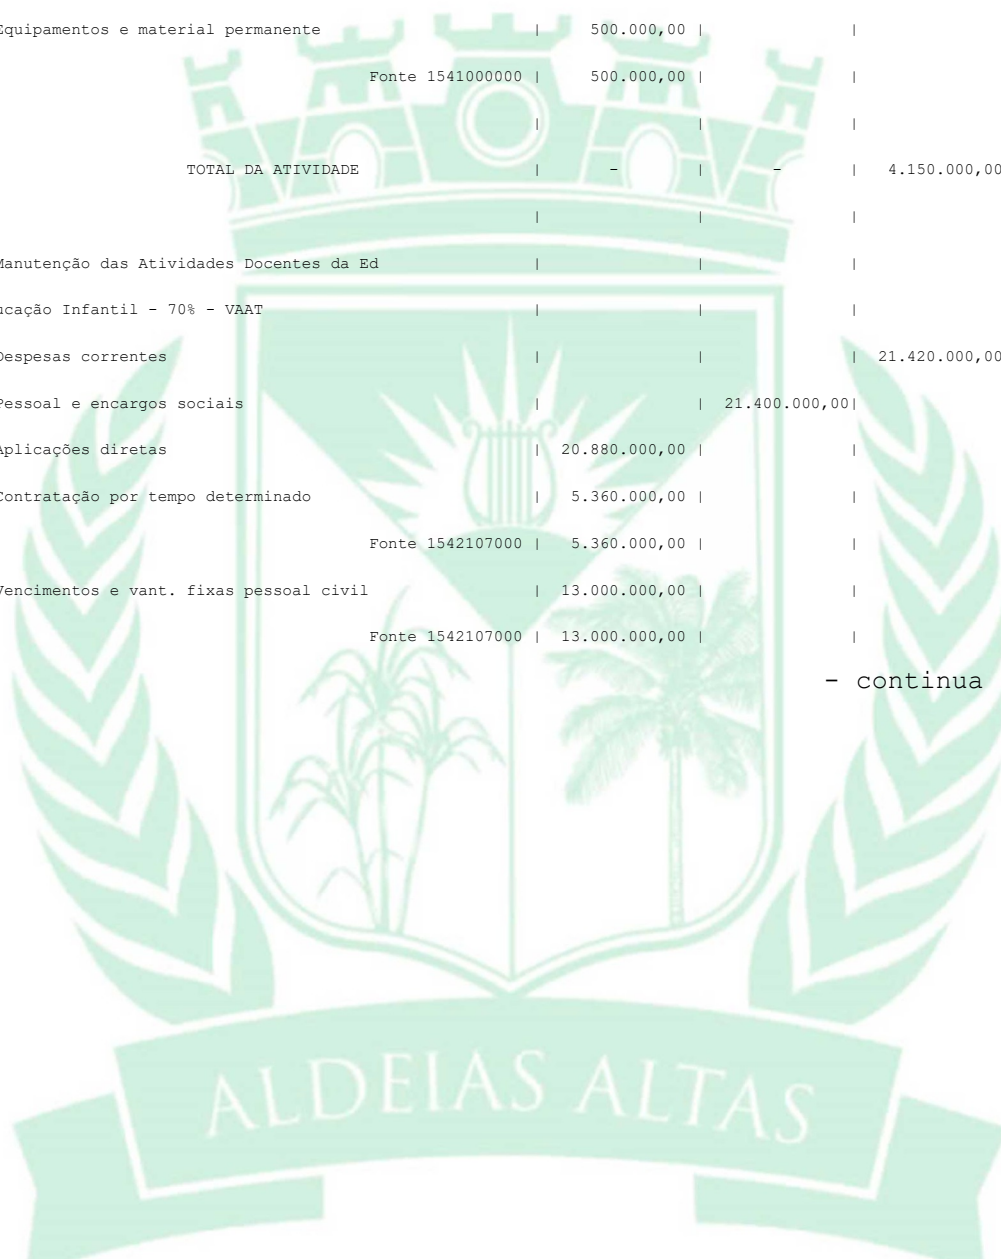 Equipamentos e material permanente | 500.000,00 | |
Fonte 1541000000 | 500.000,00 | |
| | |
TOTAL DA ATIVIDADE | - | - | 4.150.000,00
| | |
Manutenção das Atividades Docentes da Ed | | |
ucação Infantil - 70% - VAAT | | |
Despesas correntes | | | 21.420.000,00
Pessoal e encargos sociais | | 21.400.000,00|
Aplicações diretas | 20.880.000,00 | |
Contratação por tempo determinado | 5.360.000,00 | |
Fonte 1542107000 | 5.360.000,00 | |
Vencimentos e vant. fixas pessoal civil | 13.000.000,00 | |
Fonte 1542107000 | 13.000.000,00 | |
- continua
ALDEIAS ALTAS